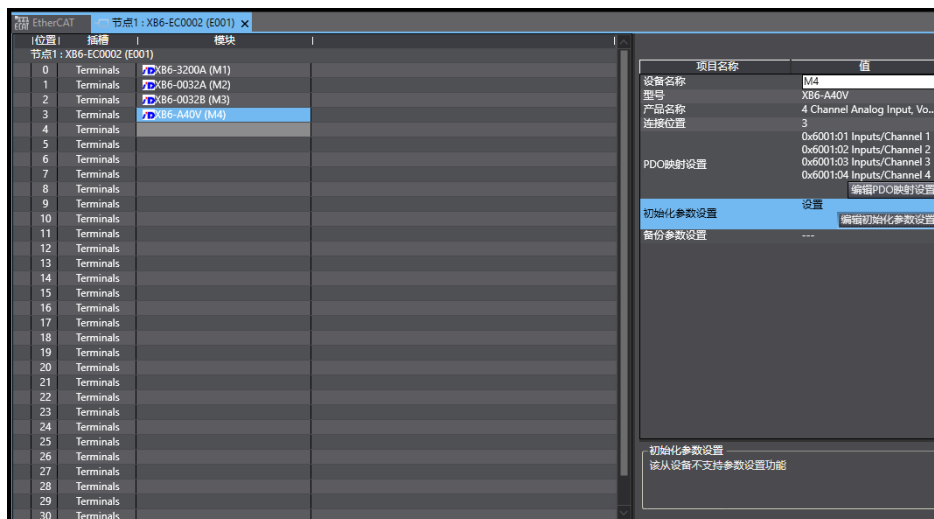 EtherCAT 节点1 : XB6-EC0002 (E001) ×
位置 插槽 模块
节点1 : XB6-EC0002 (E001)
0 Terminals XB6-3200A (M1)
1 Terminals XB6-0032A (M2)
2 Terminals XB6-0032B (M3)
3 Terminals XB6-A40V (M4)
4 Terminals
5 Terminals
6 Terminals
7 Terminals
8 Terminals
9 Terminals
10 Terminals
11 Terminals
12 Terminals
13 Terminals
14 Terminals
15 Terminals
16 Terminals
17 Terminals
18 Terminals
19 Terminals
20 Terminals
21 Terminals
22 Terminals
23 Terminals
24 Terminals
25 Terminals
26 Terminals
27 Terminals
28 Terminals
29 Terminals
30 Terminals
项目名称 值
设备名称 M4
型号 XB6-A40V
产品名称 4 Channel Analog Input, Vo...
连接位置 3
PDO映射设置
0x6001:01 Inputs/Channel 1
0x6001:02 Inputs/Channel 2
0x6001:03 Inputs/Channel 3
0x6001:04 Inputs/Channel 4
编辑PDO映射设置
初始化参数设置 设置
编辑初始化参数设置
备份参数设置 ---
初始化参数设置
该从设备不支持参数设置功能